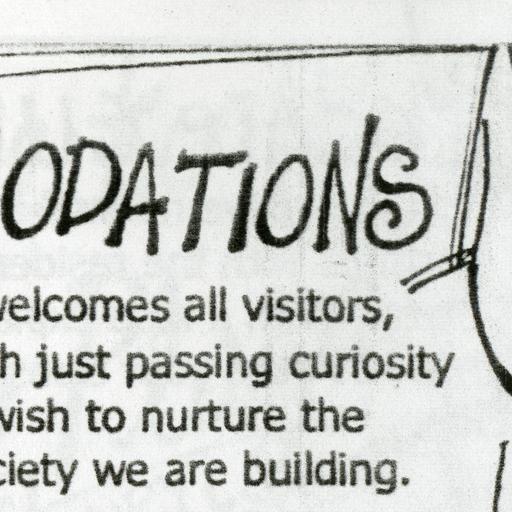 ODATIONS
welcomes all visitors,
h just passing curiosity
wish to nurture the
ciety we are building.